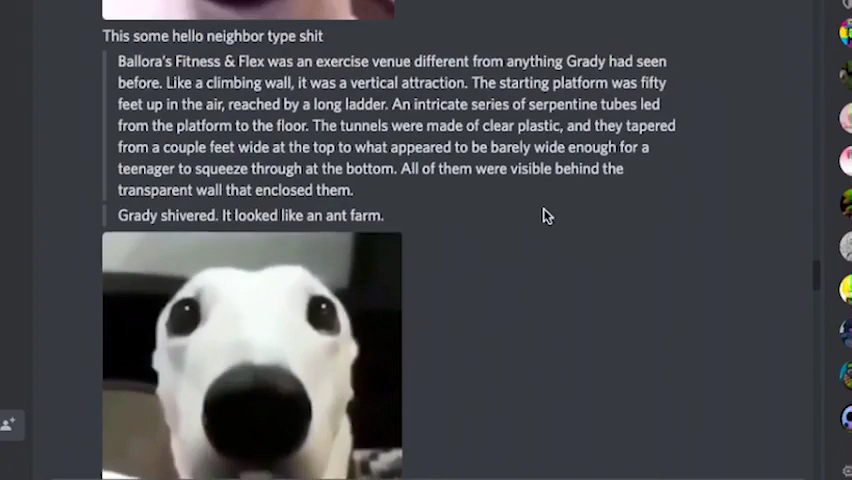 This some hello neighbor type shit
Ballora's Fitness & Flex was an exercise venue different from anything Grady had seen
before. Like a climbing wall, it was a vertical attraction. The starting platform was fifty
feet up in the air, reached by a long ladder. An intricate series of serpentine tubes led
from the platform to the floor. The tunnels were made of clear plastic, and they tapered
from a couple feet wide at the top to what appeared to be barely wide enough for a
teenager to squeeze through at the bottom. All of them were visible behind the
transparent wall that enclosed them.
Grady shivered. It looked like an ant farm.